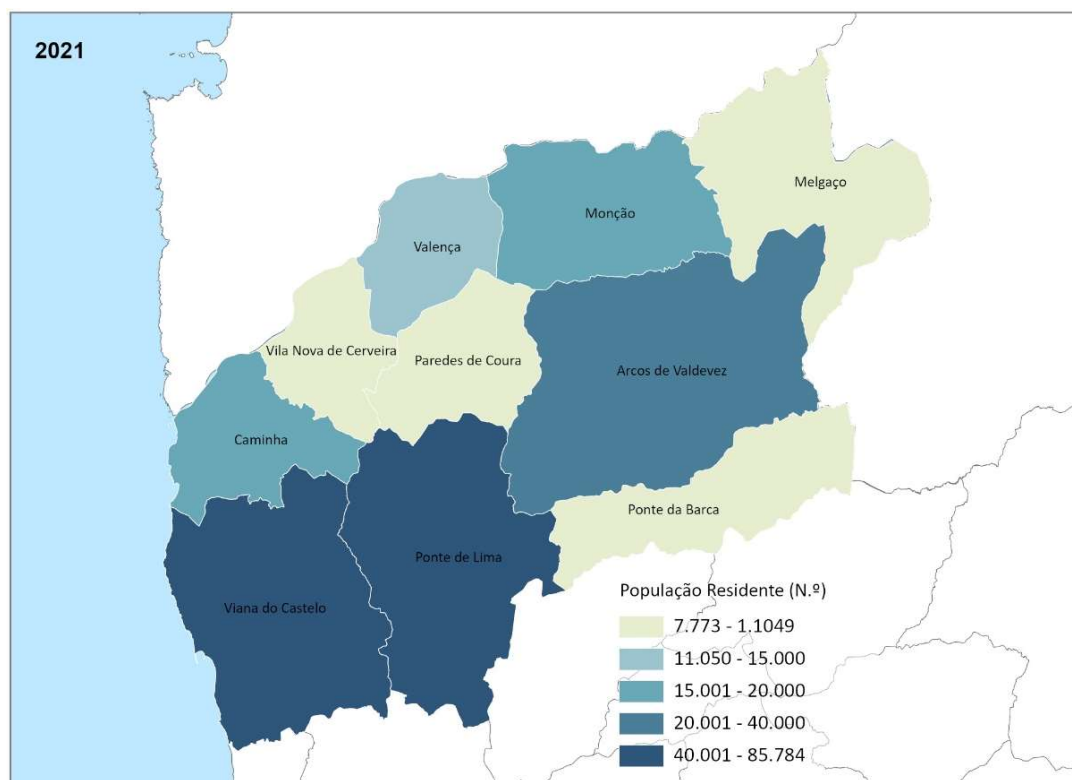 2021
Melgaço
Monção
Valença
Vila Nova de Cerveira
Paredes de Coura
Arcos de Valdevez
Caminha
Ponte da Barca
Ponte de Lima
Viana do Castelo
População Residente (N.º)
7.773 - 1.1049
11.050 - 15.000
15.001 - 20.000
20.001 - 40.000
40.001 - 85.784